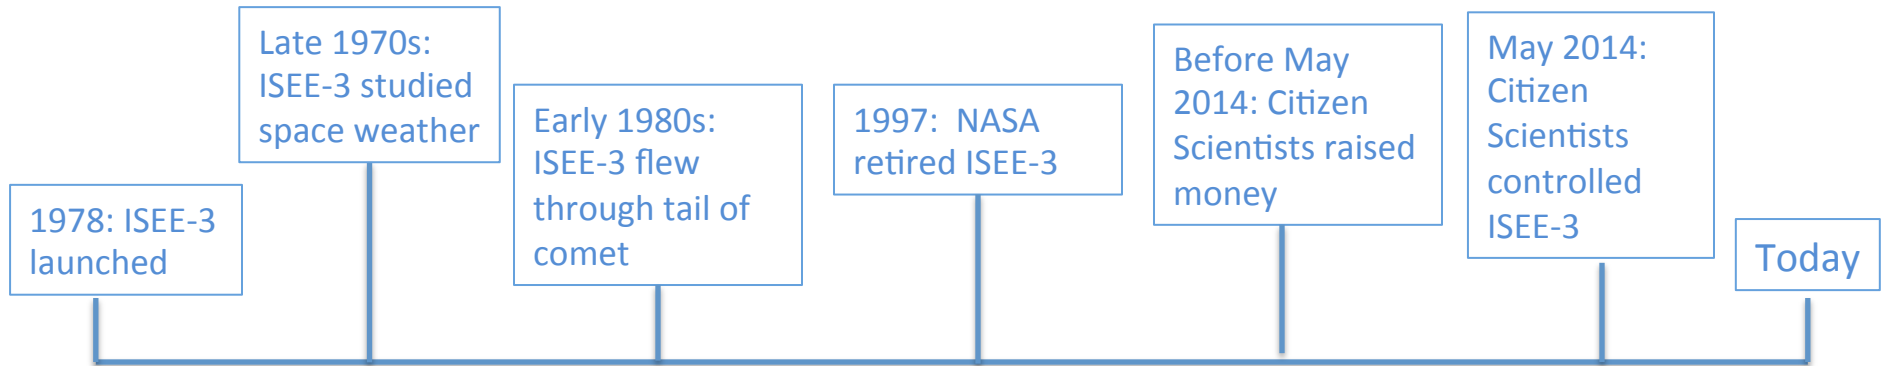 1978: ISEE-3
launched
Late 1970s:
ISEE-3 studied
space weather
Early 1980s:
ISEE-3 flew
through tail of
comet
1997:  NASA
retired ISEE-3
Before May
2014: Citizen
Scientists raised
money
May 2014:
Citizen
Scientists
controlled
ISEE-3
Today